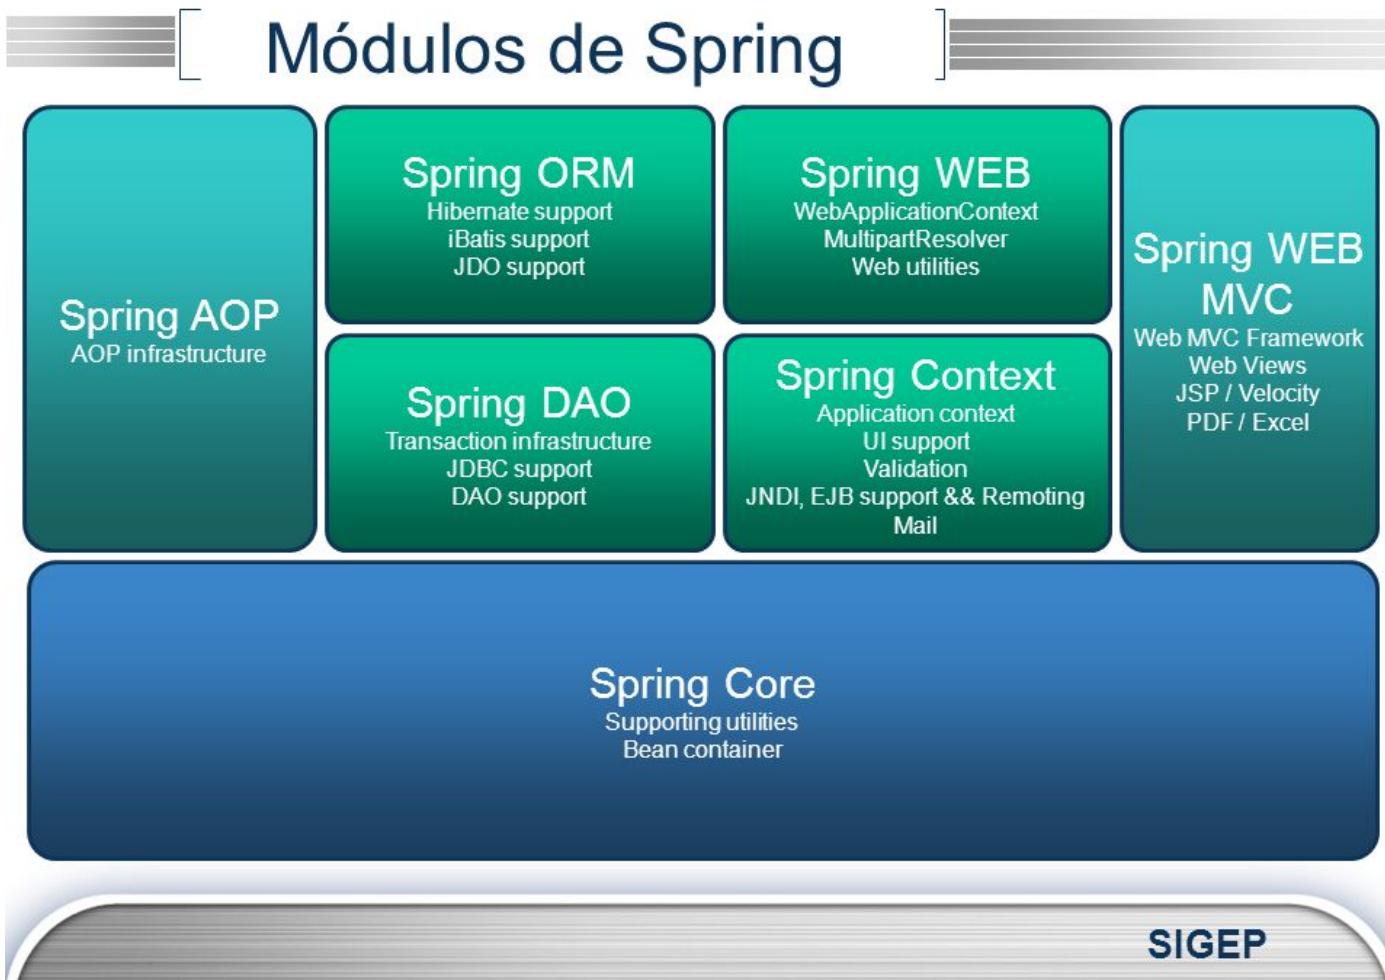 Módulos de Spring
Spring AOP
AOP infrastructure
Spring ORM
Hibernate support
iBatis support
JDO support
Spring WEB
WebApplicationContext
MultipartResolver
Web utilities
Spring WEB
MVC
Web MVC Framework
Web Views
JSP / Velocity
PDF / Excel
Spring DAO
Transaction infrastructure
JDBC support
DAO support
Spring Context
Application context
UI support
Validation
JNDI, EJB support && Remoting
Mail
Spring Core
Supporting utilities
Bean container
SIGEP